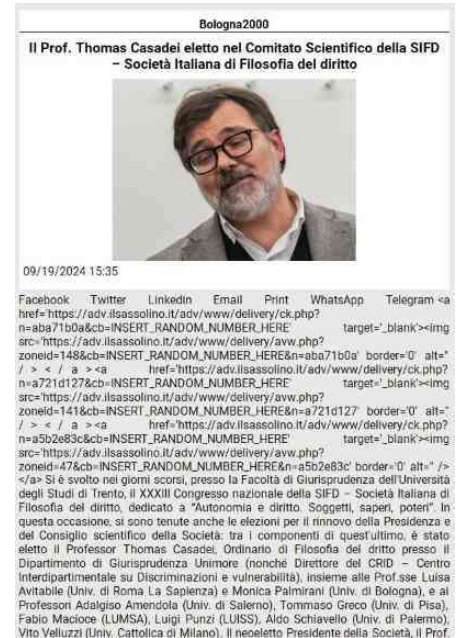 Bologna2000
Il Prof. Thomas Casadei eletto nel Comitato Scientifico della SIFD
– Società Italiana di Filosofia del diritto
09/19/2024 15:35
Facebook Twitter Linkedin Email Print WhatsApp Telegram <a
href='https://adv.ilsassolino.it/adv/www/delivery/ck.php?
n=aba71b0a&cb=INSERT_RANDOM_NUMBER_HERE' target='_blank'><img
src='https://adv.ilsassolino.it/adv/www/delivery/avw.php?
zoneid=148&cb=INSERT_RANDOM_NUMBER_HERE&n=aba71b0a' border='0' alt="
/ > < / a ><a href='https://adv.ilsassolino.it/adv/www/delivery/ck.php?
n=a721d127&cb=INSERT_RANDOM_NUMBER_HERE' target='_blank'><img
src='https://adv.ilsassolino.it/adv/www/delivery/avw.php?
zoneid=141&cb=INSERT_RANDOM_NUMBER_HERE&n=a721d127' border='0' alt="
/ > < / a ><a href='https://adv.ilsassolino.it/adv/www/delivery/ck.php?
n=a5b2e83c&cb=INSERT_RANDOM_NUMBER_HERE' target='_blank'><img
src='https://adv.ilsassolino.it/adv/www/delivery/avw.php?
zoneid=47&cb=INSERT_RANDOM_NUMBER_HERE&n=a5b2e83c' border='0' alt=" />
</a> Si è svolto nei giorni scorsi, presso la Facoltà di Giurisprudenza dell'Università
degli Studi di Trento, il XXXIII Congresso nazionale della SIFD – Società Italiana di
Filosofia del diritto, dedicato a "Autonomia e diritto. Soggetti, saperi, poteri". In
questa occasione, si sono tenute anche le elezioni per il rinnovo della Presidenza e
del Consiglio scientifico della Società: tra i componenti di quest'ultimo, è stato
eletto il Professor Thomas Casadei, Ordinario di Filosofia del dritto presso il
Dipartimento di Giurisprudenza Unimore (nonché Direttore del CRID – Centro
Interdipartimentale su Discriminazioni e vulnerabilità), insieme alle Prof.sse Luisa
Avitabile (Univ. di Roma La Sapienza) e Monica Palmirani (Univ. di Bologna), e ai
Professori Adalgiso Amendola (Univ. di Salerno), Tommaso Greco (Univ. di Pisa),
Fabio Macioce (LUMSA), Luigi Punzi (LUISS), Aldo Schiavello (Univ. di Palermo),
Vito Velluzzi (Univ. Cattolica di Milano). Il neoeletto Presidente della Società, il Prof.